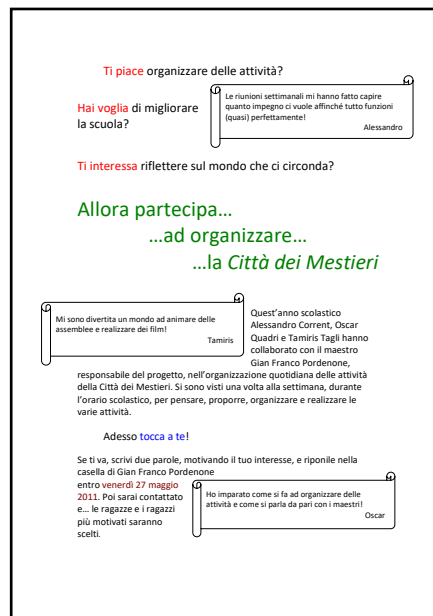 Ti piace organizzare delle attività?
Le riunioni settimanali mi hanno fatto capire
quanto impegno ci vuole affinché tutto funzioni
(quasi) perfettamente!
Alessandro
Hai voglia di migliorare
la scuola?
Ti interessa riflettere sul mondo che ci circonda?
Allora partecipa…
…ad organizzare…
…la Città dei Mestieri
Mi sono divertita un mondo ad animare delle
assemblee e realizzare dei film!
Tamiris
Quest'anno scolastico
Alessandro Corrent, Oscar
Quadri e Tamiris Tagli hanno
collaborato con il maestro
Gian Franco Pordenone,
responsabile del progetto, nell'organizzazione quotidiana delle attività
della Città dei Mestieri. Si sono visti una volta alla settimana, durante
l'orario scolastico, per pensare, proporre, organizzare e realizzare le
varie attività.
Adesso tocca a te!
Se ti va, scrivi due parole, motivando il tuo interesse, e riponile nella
casella di Gian Franco Pordenone
entro venerdì 27 maggio
2011. Poi sarai contattato
e… le ragazze e i ragazzi
più motivati saranno
scelti.
Ho imparato come si fa ad organizzare delle
attività e come si parla da pari con i maestri!
Oscar